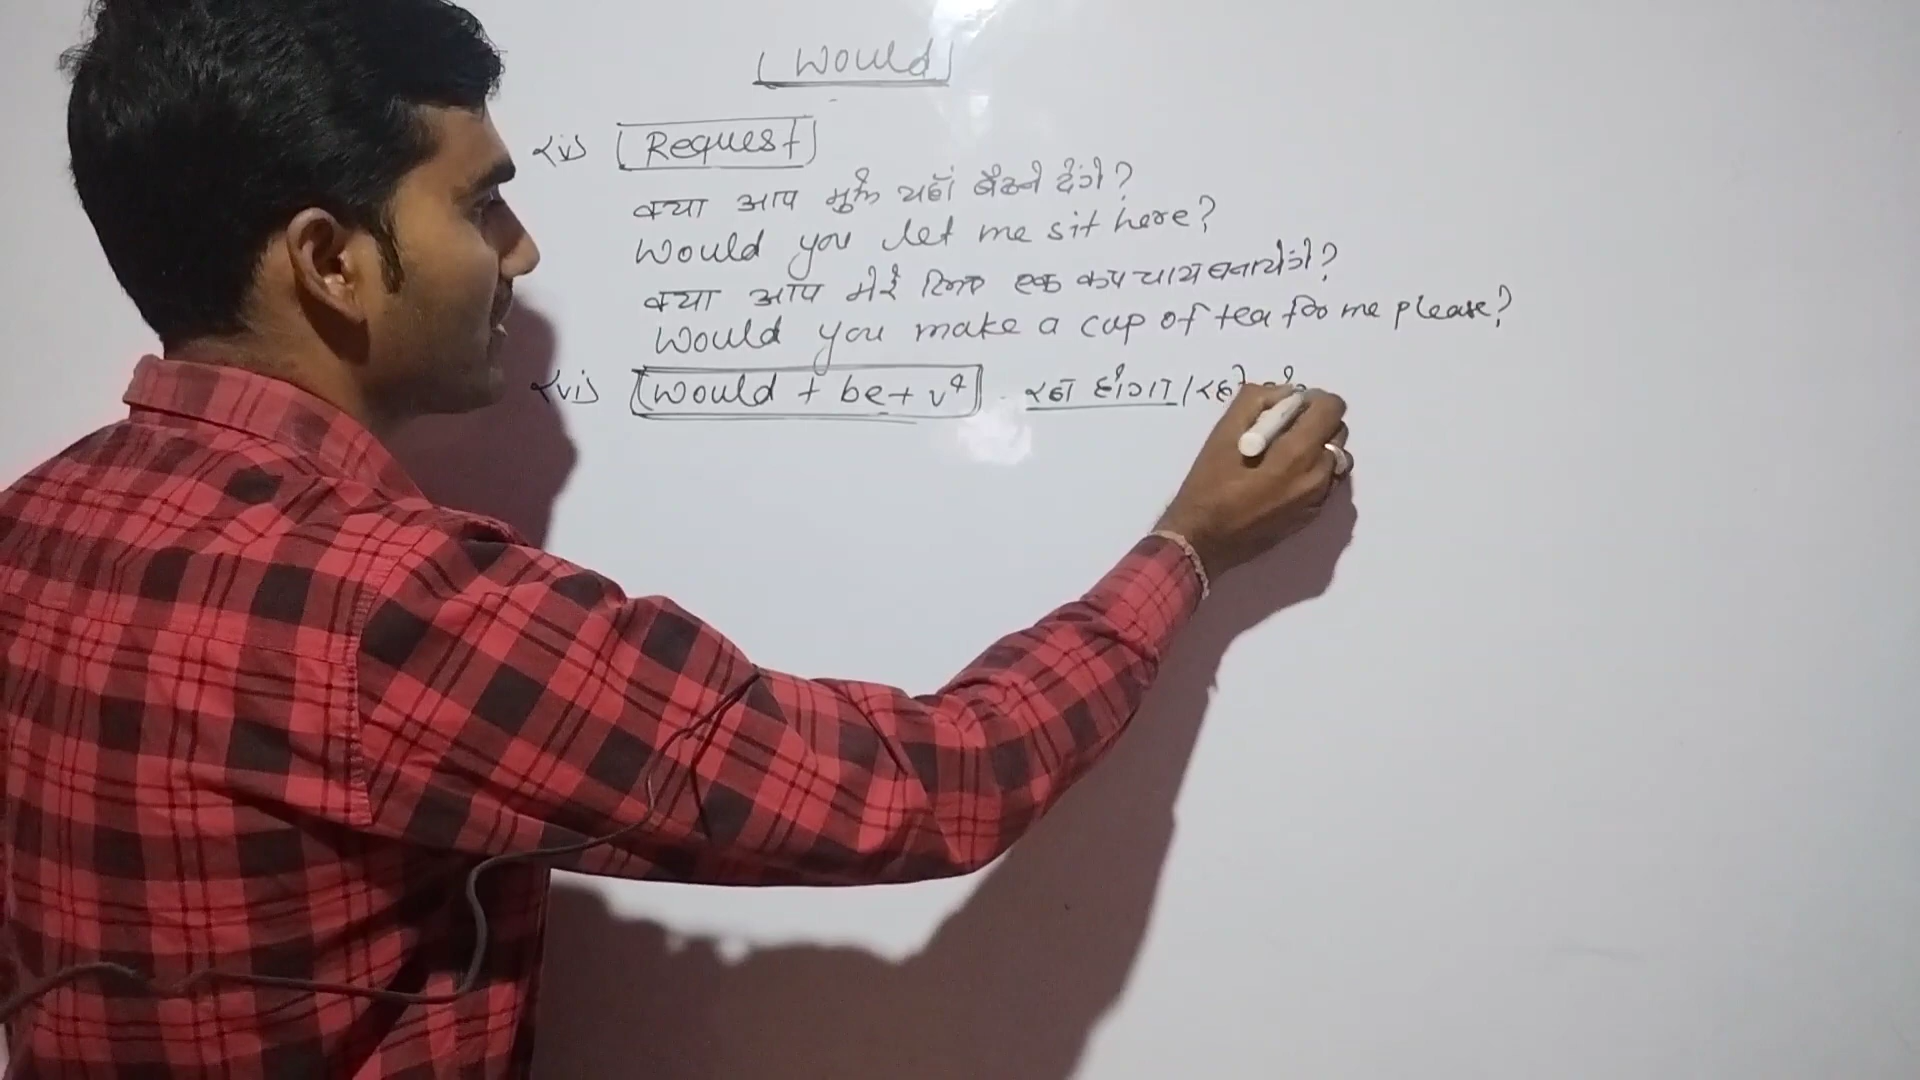 Would
(v) Request
क्या आप मुझे यहाँ बैठने देंगे?
Would you let me sit here?
क्या आप मेरे लिए एक कप चाय बनायेंगे?
Would you make a cup of tea for me please?
(vi) Would + be + v⁴ रहा होगा / रहे